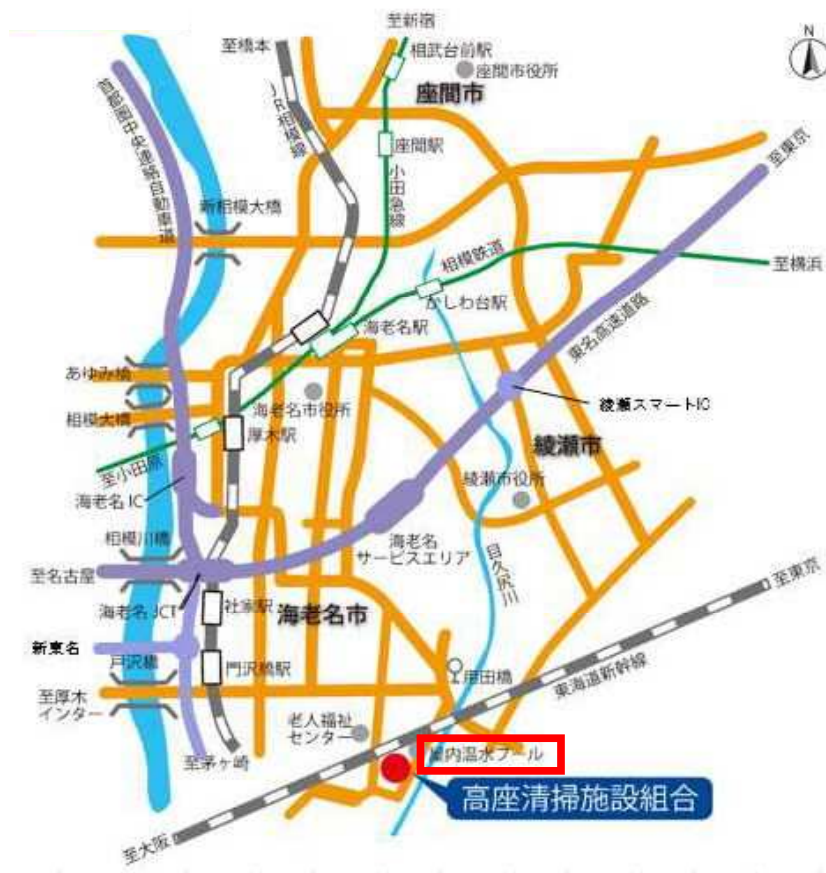 至新宿
N
至橋本
相武台前駅
座間市役所
座間市
JR相模線
首都圏中央連絡自動車道
座間駅
至東京
小田急線
新相模大橋
相模鉄道
至横浜
かしわ台駅
海老名駅
東名高速道路
あゆみ橋
綾瀬スマートIC
海老名市役所
相模大橋
厚木駅
綾瀬市
至小田原
綾瀬市役所
海老名 IC
海老名
サービスエリア
相模川橋
目久尻川
至名古屋
至東京
海老名 JCT
社家駅
海老名市
新東名
戸沢橋
門沢橋駅
用田橋
東海道新幹線
至厚木
インター
老人福祉
センター
屋内温水プール
至茅ヶ崎
高座清掃施設組合
至大阪